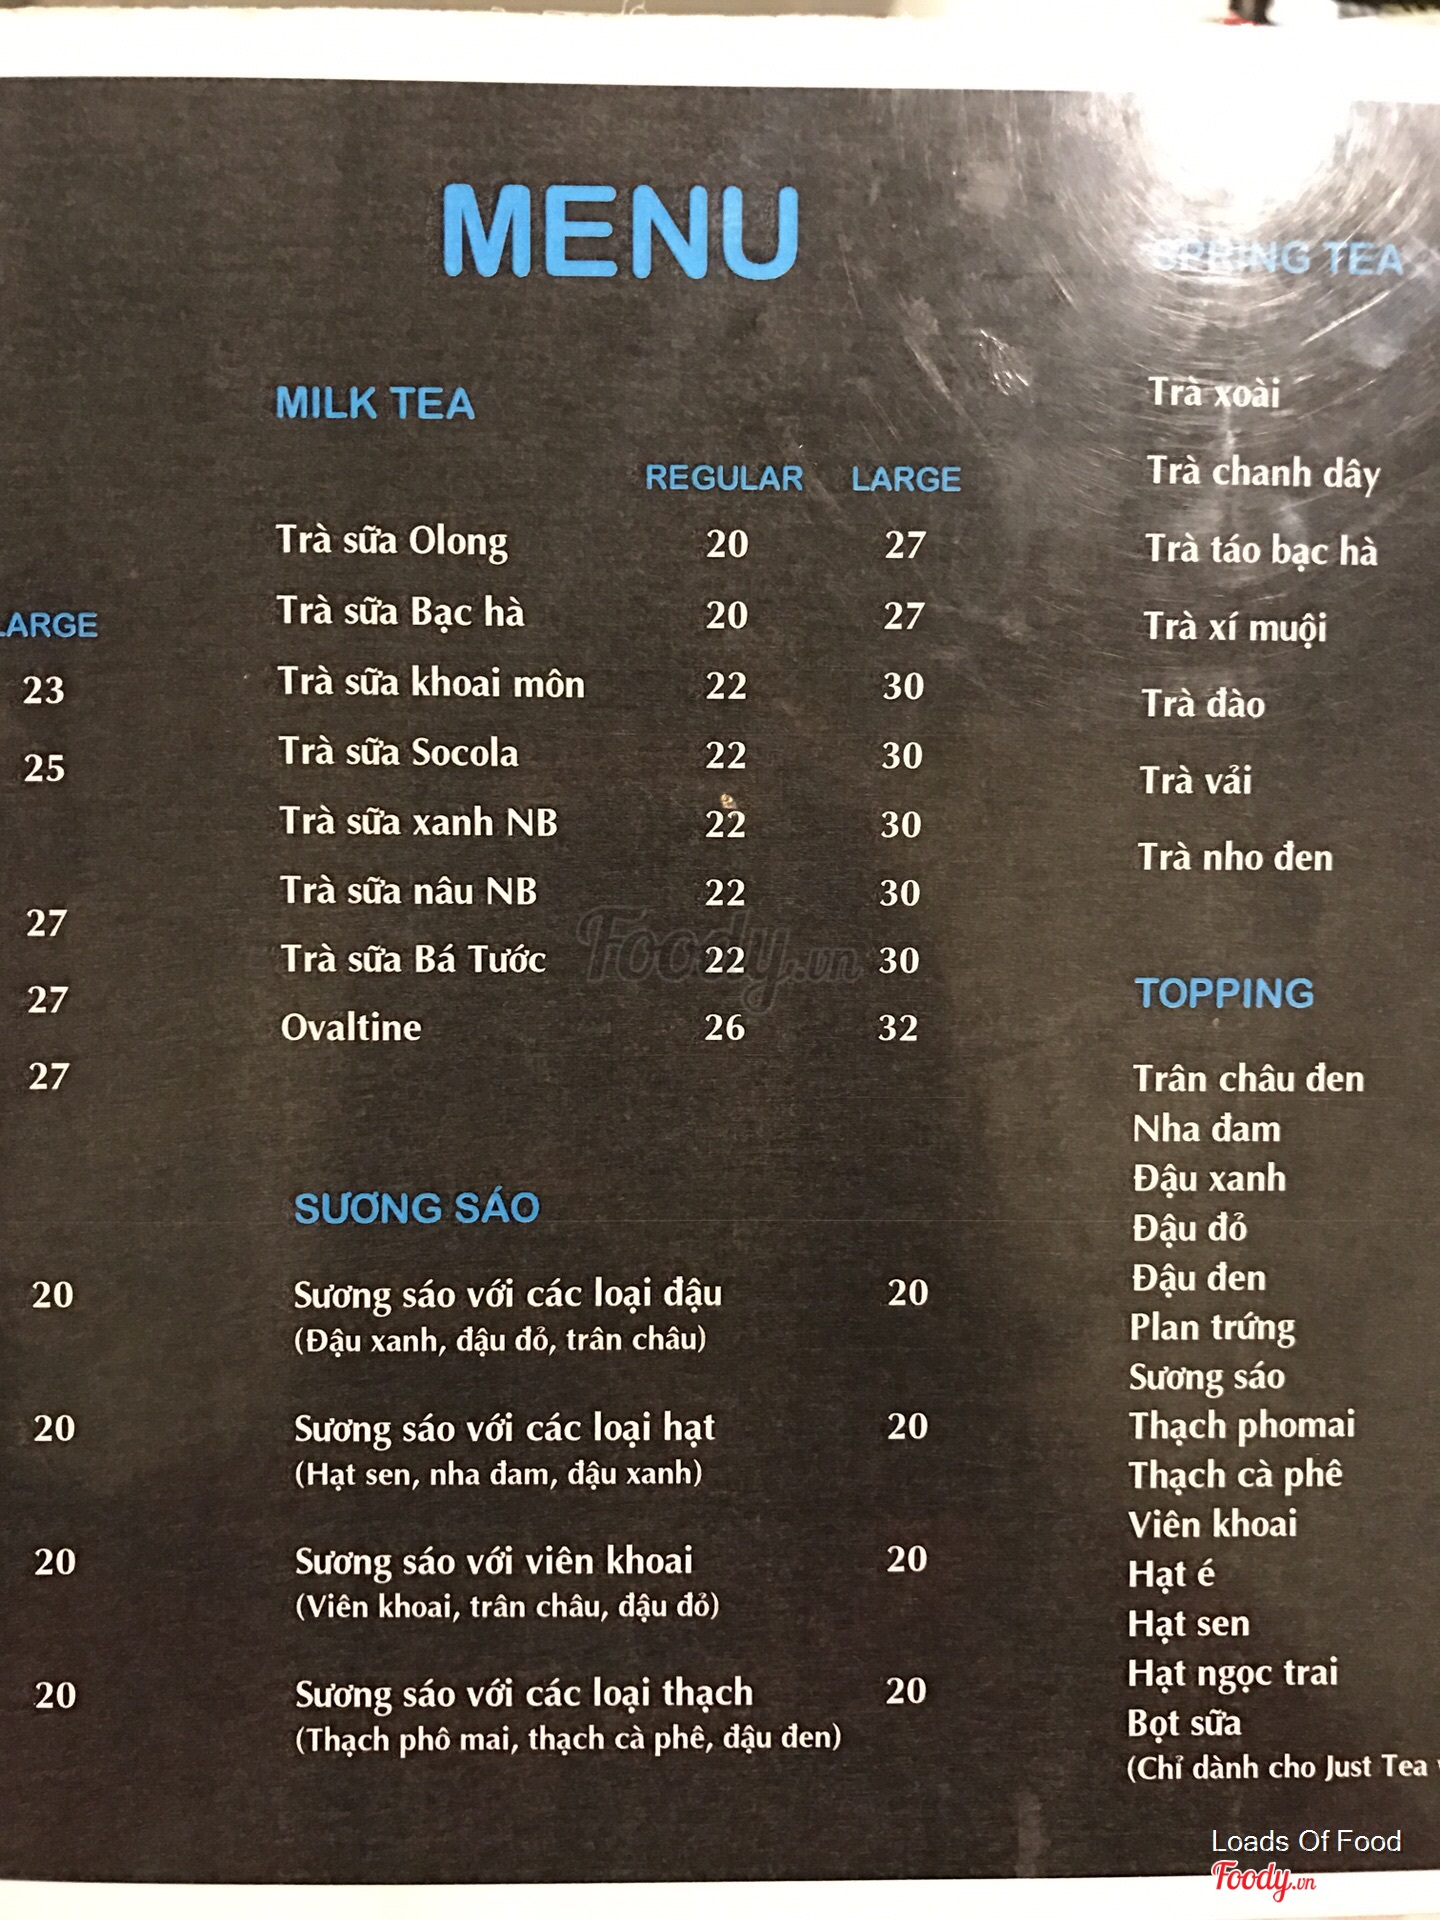 MENU
LARGE
23
25
27
27
27
20
20
20
20
MILK TEA
REGULAR LARGE
Trà sữa Olong 20 27
Trà sữa Bạc hà 20 27
Trà sữa khoai môn 22 30
Trà sữa Socola 22 30
Trà sữa xanh NB 22 30
Trà sữa nâu NB 22 30
Trà sữa Bá Tước 22 30
Ovaltine 26 32
SƯƠNG SÁO
Sương sáo với các loại đậu 20
(Đậu xanh, đậu đỏ, trân châu)
Sương sáo với các loại hạt 20
(Hạt sen, nha đam, đậu xanh)
Sương sáo với viên khoai 20
(Viên khoai, trân châu, đậu đỏ)
Sương sáo với các loại thạch 20
(Thạch phô mai, thạch cà phê, đậu đen)
SPRING TEA
Trà xoài
Trà chanh dây
Trà táo bạc hà
Trà xí muội
Trà đào
Trà vải
Trà nho đen
TOPPING
Trân châu đen
Nha đam
Đậu xanh
Đậu đỏ
Đậu đen
Plan trứng
Sương sáo
Thạch phomai
Thạch cà phê
Viên khoai
Hạt é
Hạt sen
Hạt ngọc trai
Bọt sữa
(Chỉ dành cho Just Tea
Foody.vn
Loads Of Food
Foody.vn